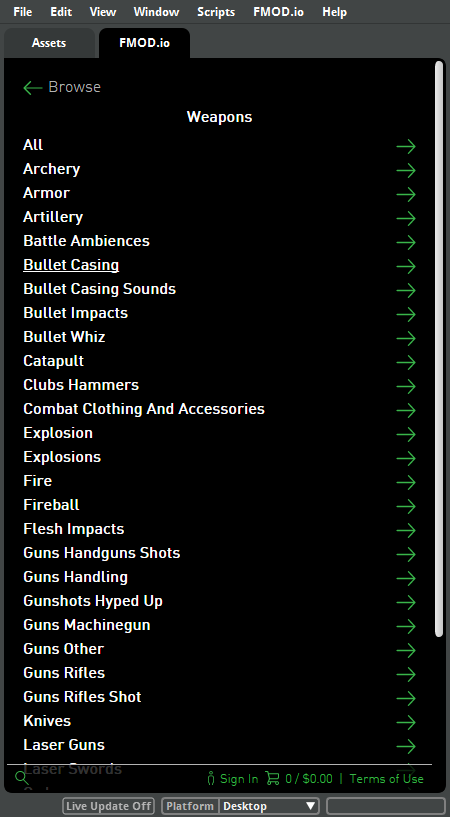 File Edit View Window Scripts FMOD.io Help
Assets FMOD.io
Browse
Weapons
All
Archery
Armor
Artillery
Battle Ambiences
Bullet Casing
Bullet Casing Sounds
Bullet Impacts
Bullet Whiz
Catapult
Clubs Hammers
Combat Clothing And Accessories
Explosion
Explosions
Fire
Fireball
Flesh Impacts
Guns Handguns Shots
Guns Handling
Gunshots Hyped Up
Guns Machinegun
Guns Other
Guns Rifles
Guns Rifles Shot
Knives
Laser Guns
Laser Swords
Sign In 0 / $0.00 | Terms of Use
Live Update Off Platform Desktop